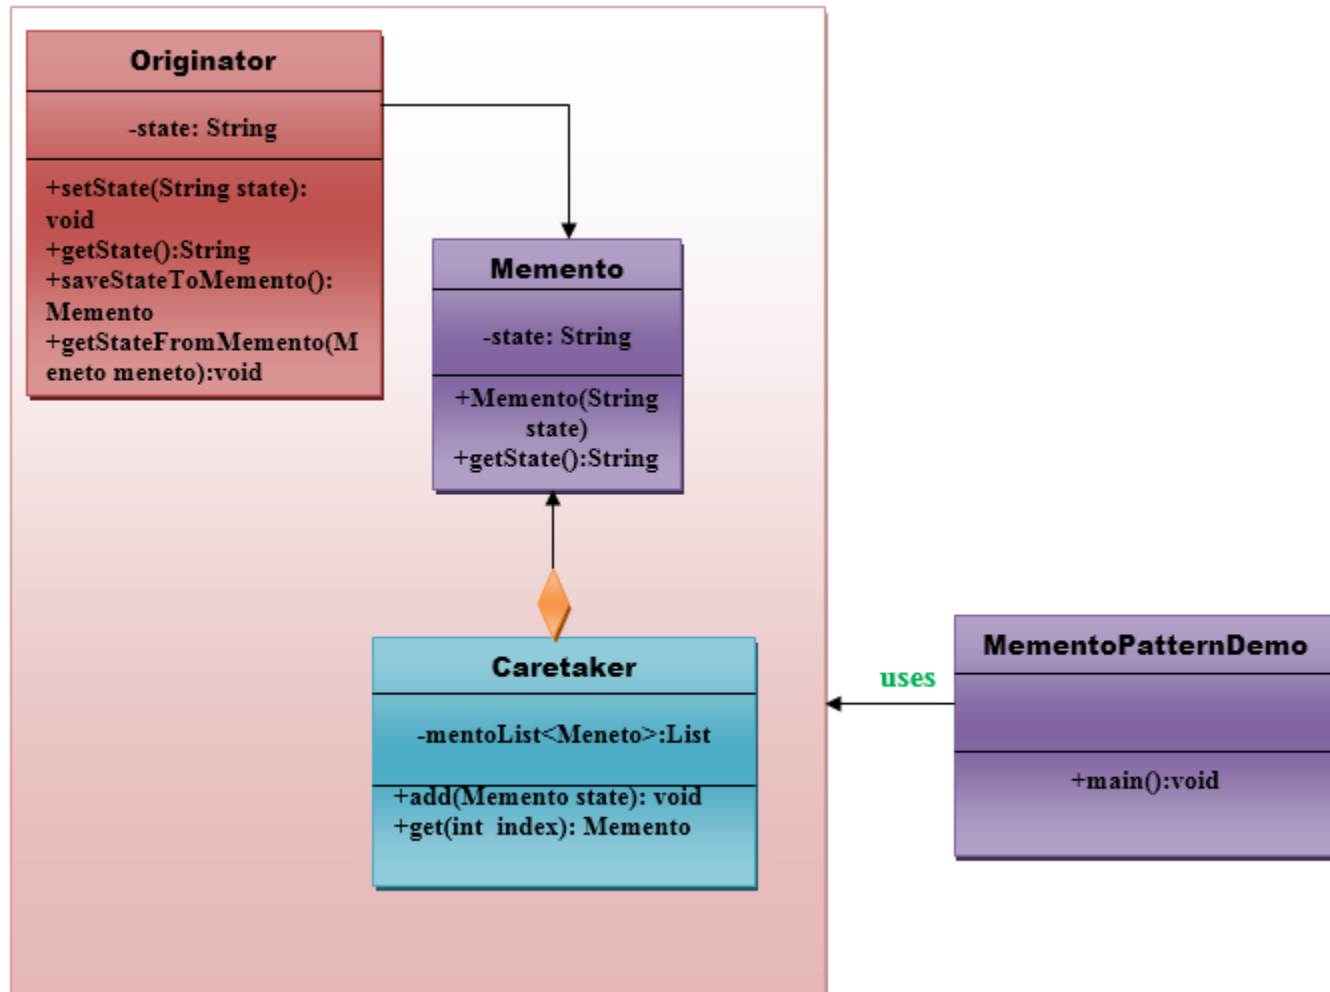 Originator
-state: String
+setState(String state):
void
+getState():String
+saveStateToMemento():
Memento
+getStateFromMemento(M
eneto meneto):void
Memento
-state: String
+Memento(String
state)
+getState():String
Caretaker
-mentoList<Meneto>:List
+add(Memento state): void
+get(int index): Memento
uses
MementoPatternDemo
+main():void